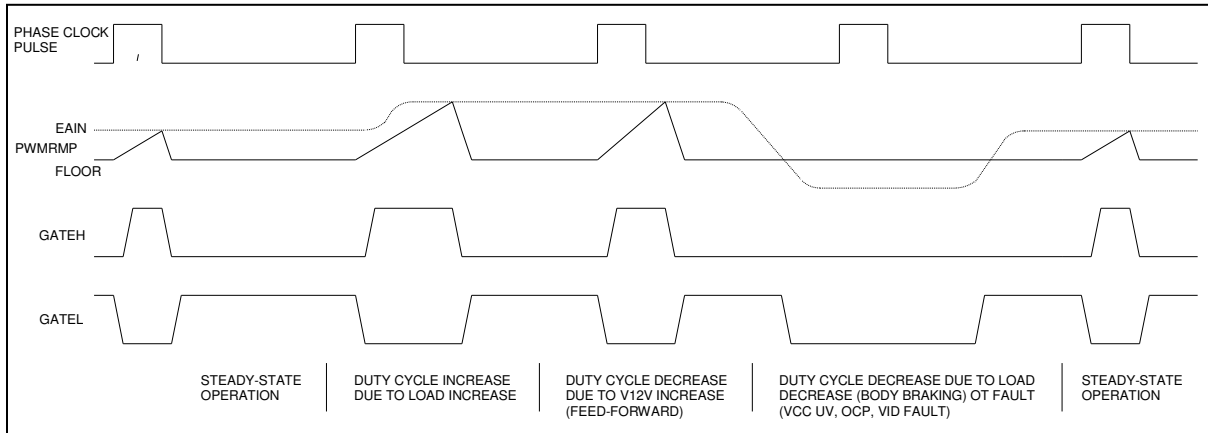 PHASE CLOCK
PULSE
EAIN
PWMRMP
FLOOR
GATEH
GATEL
STEADY-STATE
OPERATION
DUTY CYCLE INCREASE
DUE TO LOAD INCREASE
DUTY CYCLE DECREASE
DUE TO V12V INCREASE
(FEED-FORWARD)
DUTY CYCLE DECREASE DUE TO LOAD
DECREASE (BODY BRAKING) OT FAULT
(VCC UV, OCP, VID FAULT)
STEADY-STATE
OPERATION